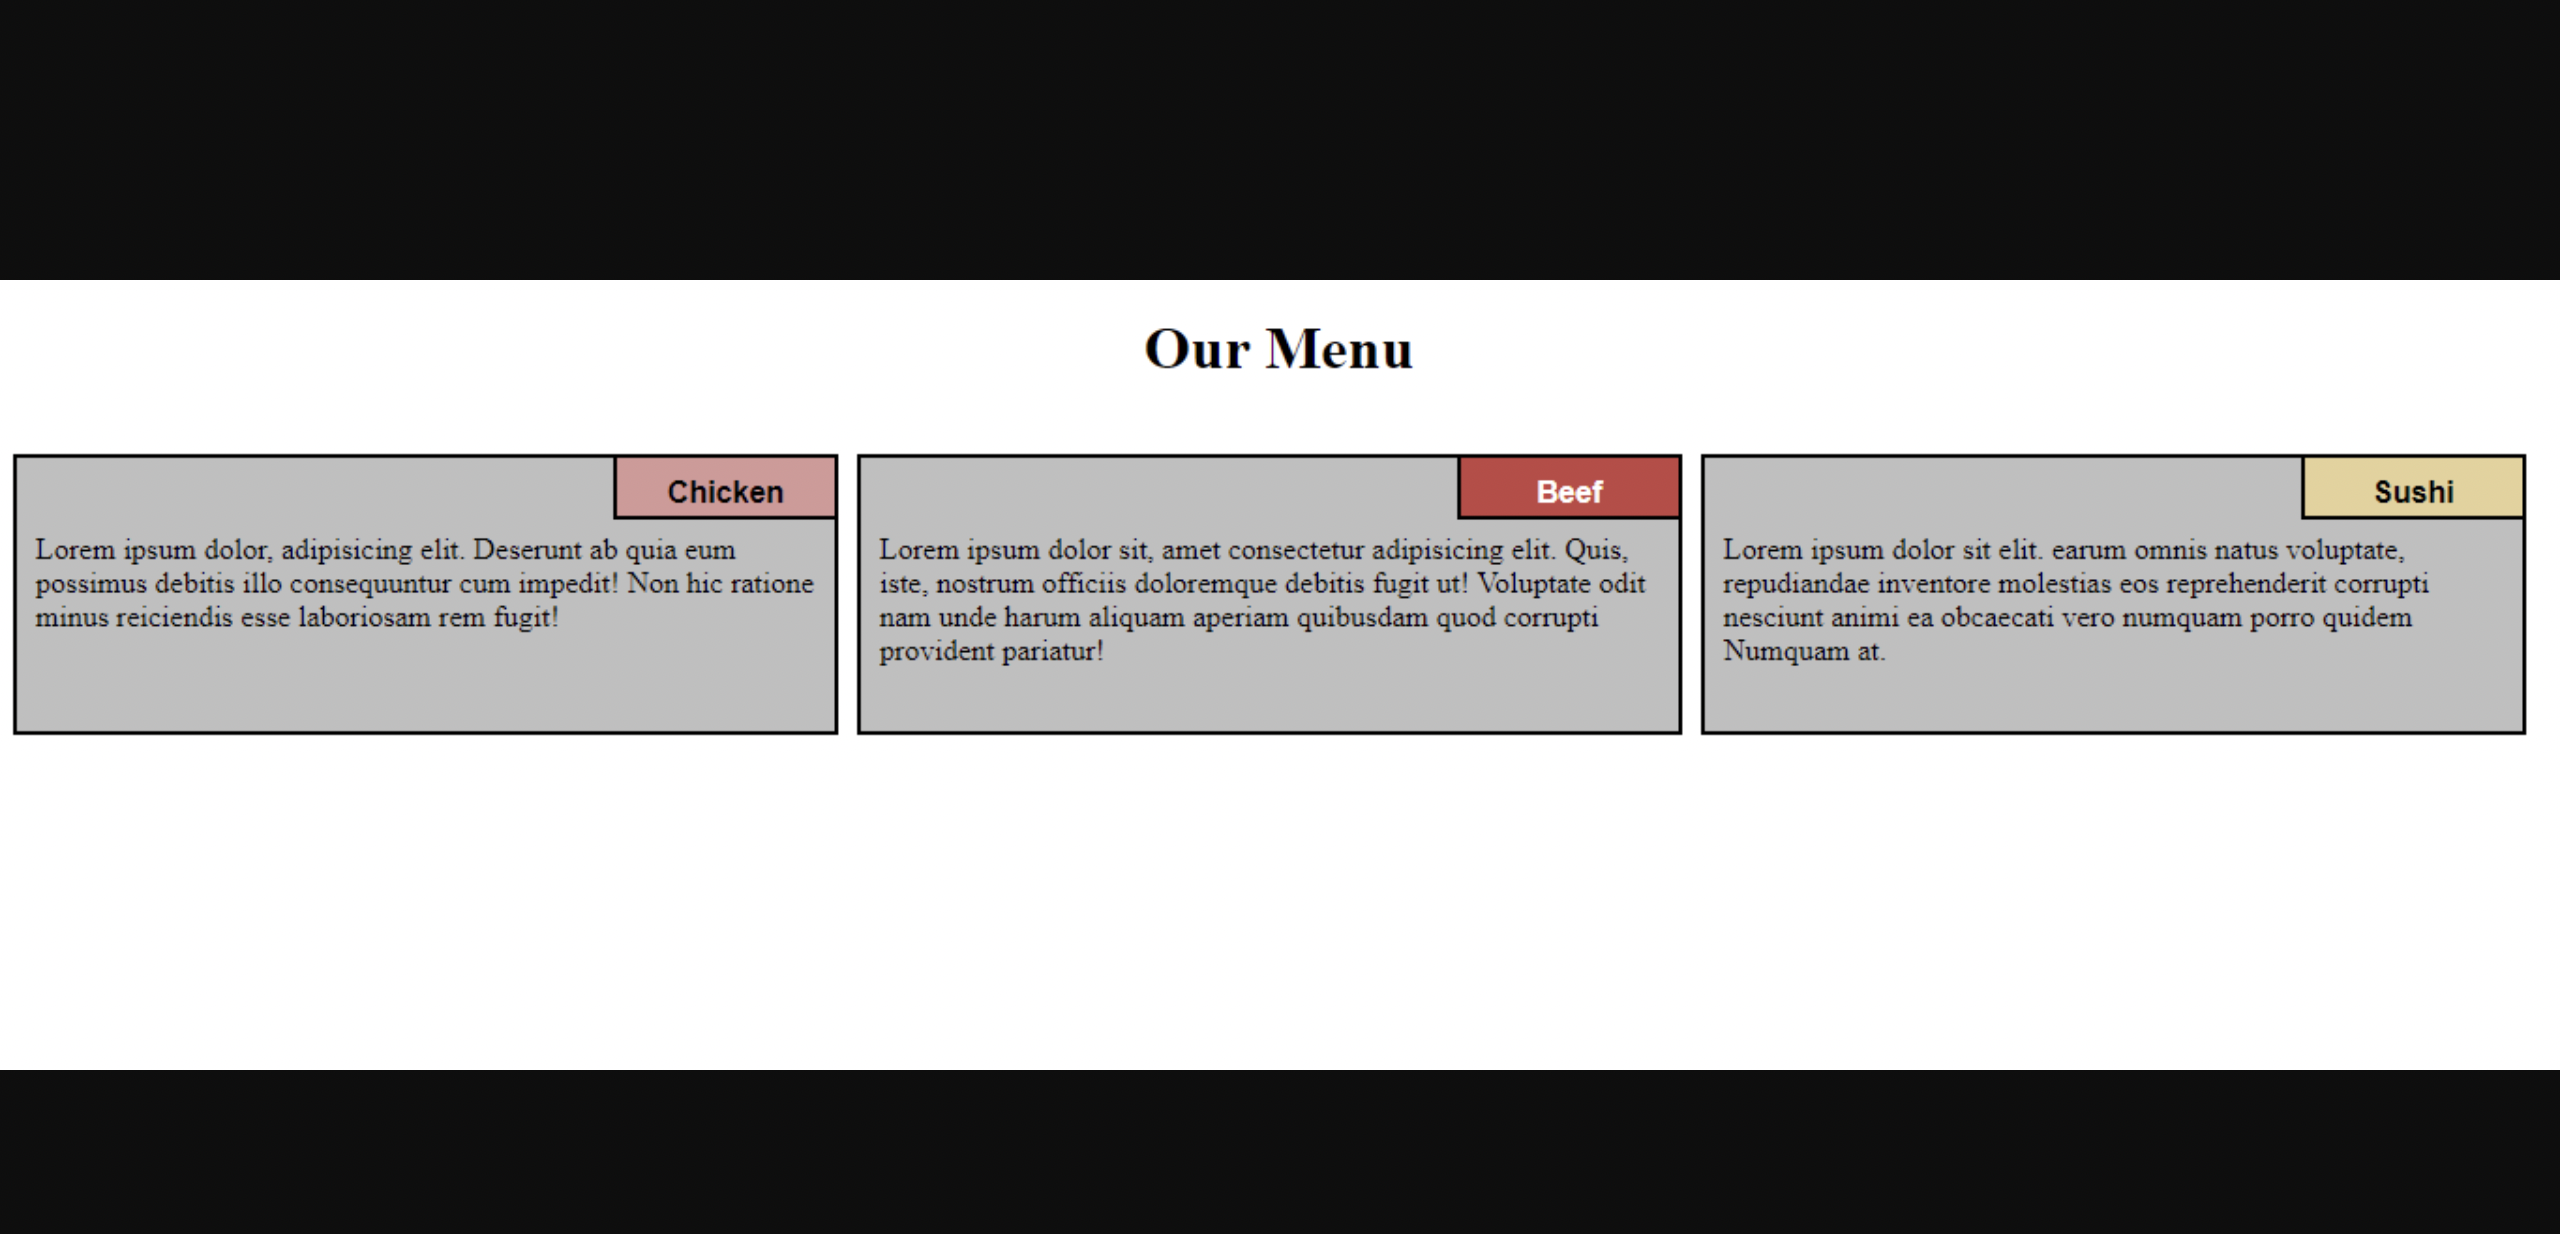 Our Menu
Chicken
Lorem ipsum dolor, adipisicing elit. Deserunt ab quia eum
possimus debitis illo consequuntur cum impedit! Non hic ratione
minus reiciendis esse laboriosam rem fugit!
Beef
Lorem ipsum dolor sit, amet consectetur adipisicing elit. Quis,
iste, nostrum officiis doloremque debitis fugit ut! Voluptate odit
nam unde harum aliquam aperiam quibusdam quod corrupti
provident pariatur!
Sushi
Lorem ipsum dolor sit elit. earum omnis natus voluptate,
repudiandae inventore molestias eos reprehenderit corrupti
nesciunt animi ea obcaecati vero numquam porro quidem
Numquam at.